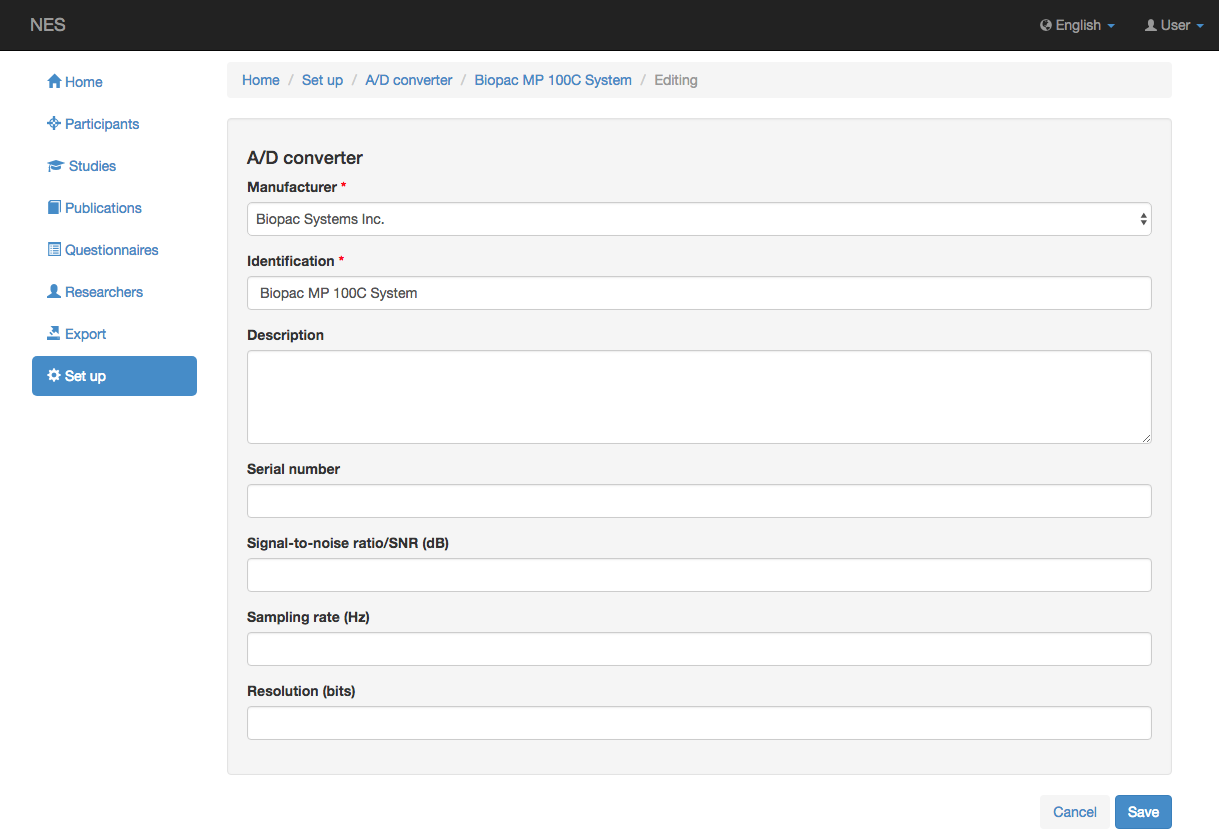 NES
English
User
Home
Participants
Studies
Publications
Questionnaires
Researchers
Export
Set up
Home / Set up / A/D converter / Biopac MP 100C System / Editing
A/D converter
Manufacturer *
Biopac Systems Inc.
Identification *
Biopac MP 100C System
Description
Serial number
Signal-to-noise ratio/SNR (dB)
Sampling rate (Hz)
Resolution (bits)
Cancel
Save